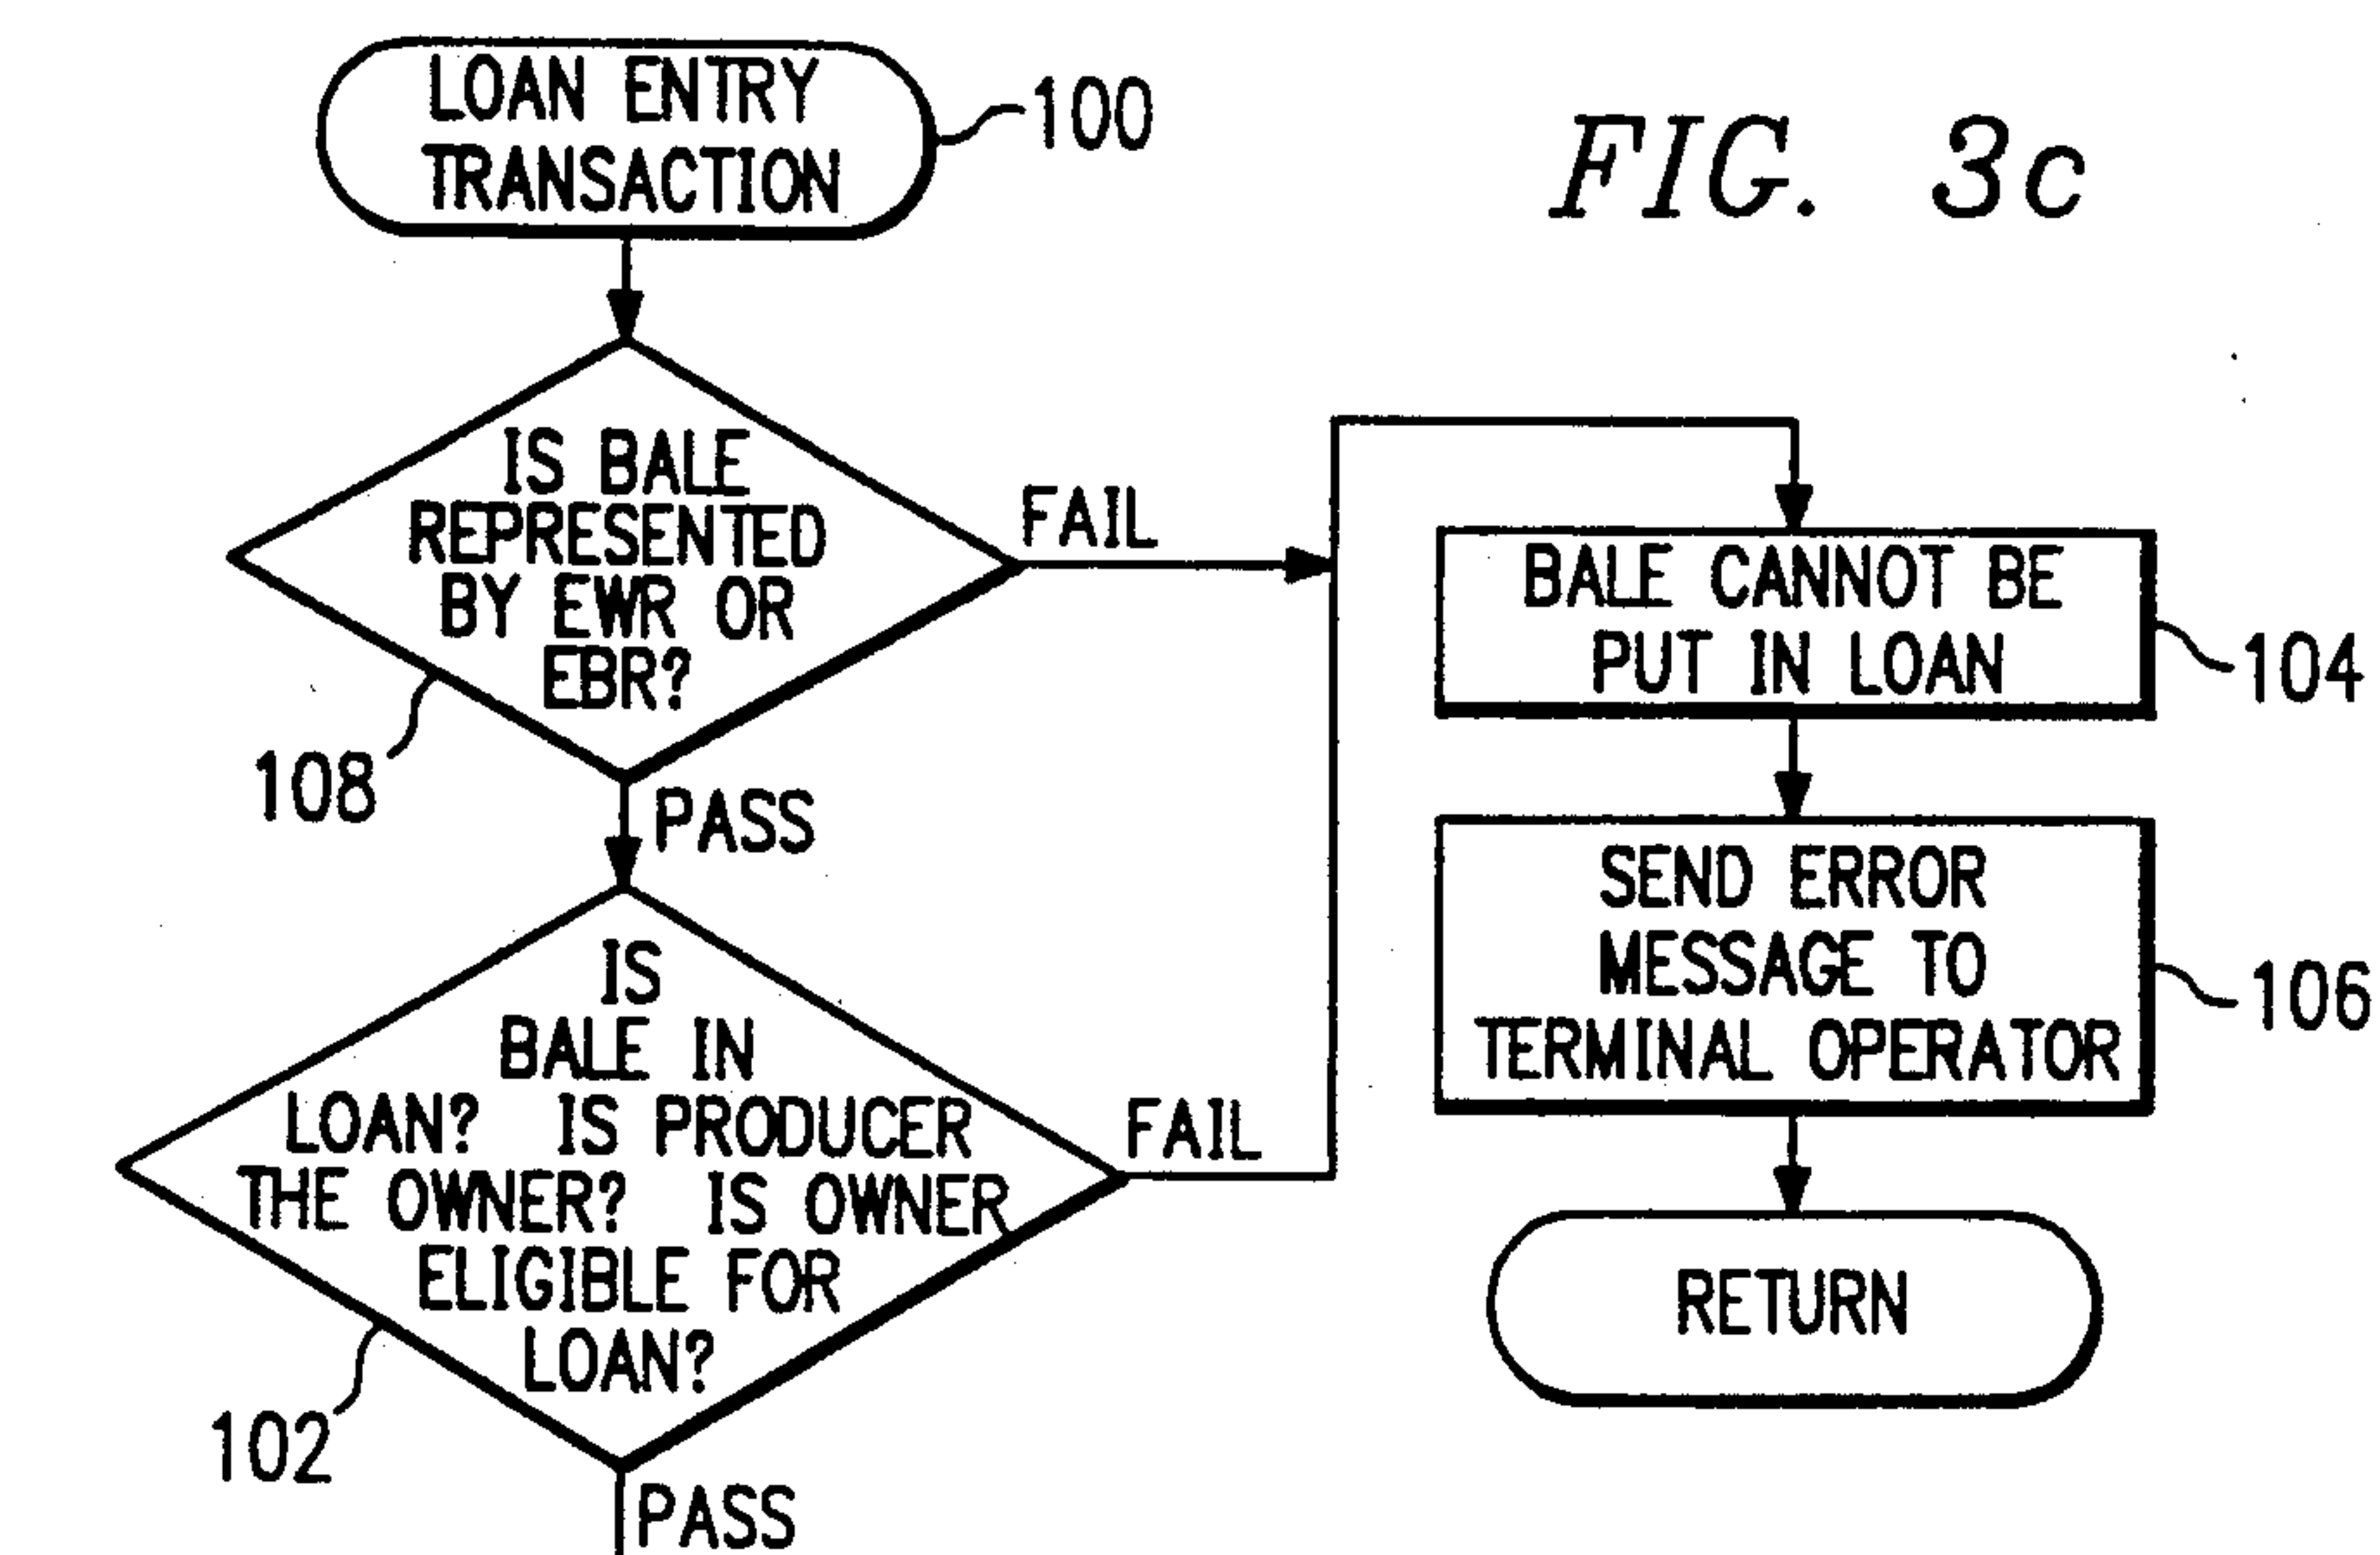 LOAN ENTRY
TRANSACTION
100
FIG. 3c
IS BALE
REPRESENTED
BY EWR OR
EBR?
108
FAIL
PASS
BALE CANNOT BE
PUT IN LOAN
104
SEND ERROR
MESSAGE TO
TERMINAL OPERATOR
106
IS
BALE IN
LOAN? IS PRODUCER
THE OWNER? IS OWNER
ELIGIBLE FOR
LOAN?
102
FAIL
PASS
RETURN